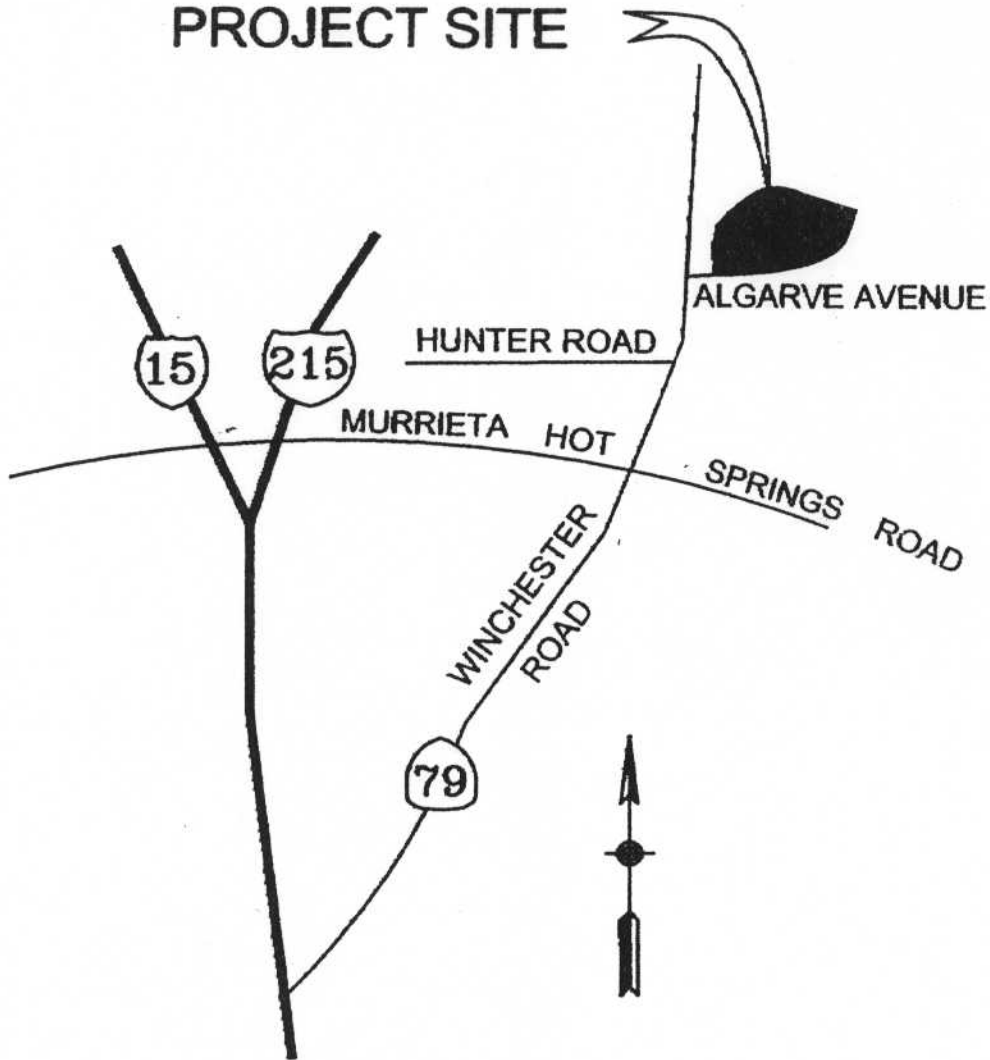 PROJECT SITE
ALGARVE AVENUE
HUNTER ROAD
15
215
MURRIETA HOT SPRINGS ROAD
WINCHESTER
ROAD
79